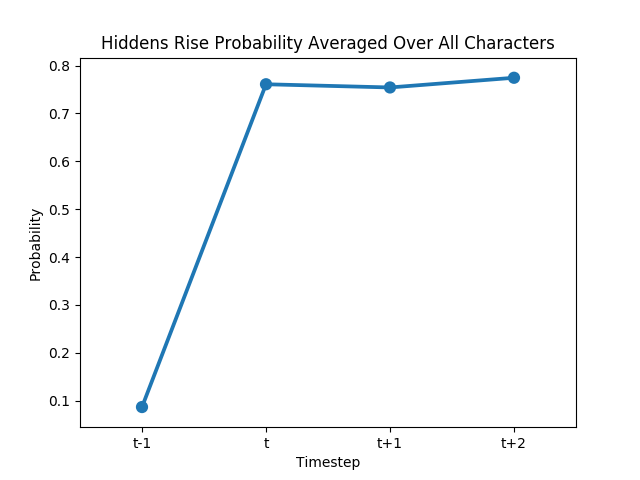 Hiddens Rise Probability Averaged Over All Characters
0.8
0.7
0.6
0.5
0.4
0.3
0.2
0.1
Probability
t-1 t t+1 t+2
Timestep